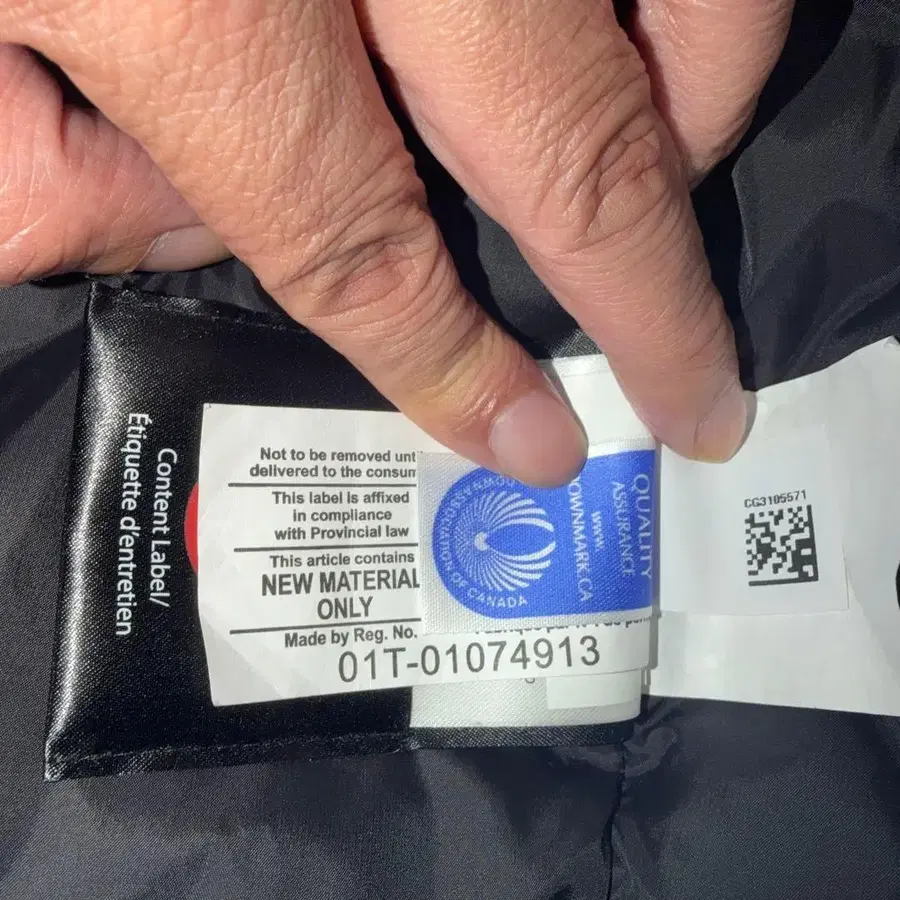 Content Label/
Étiquette d'entretien
Not to be removed unt
delivered to the consum
This label is affixed
in compliance
with Provincial law
This article contains
NEW MATERIAL
ONLY
Made by Reg. No.
01T-01074913
DOWN ASSOCIATION OF CANADA
QUALITY
ASSURANCE
www.
DOWNMARK.CA
CG3105571